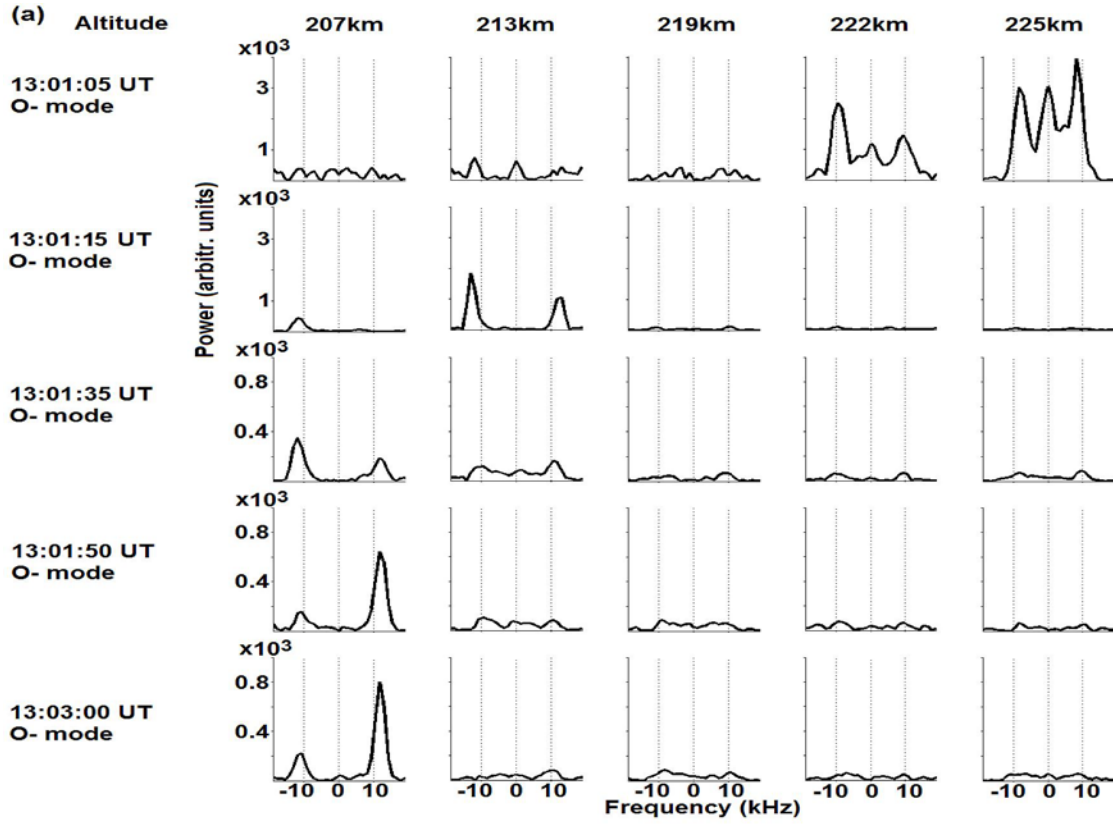 (a) Altitude 207km 213km 219km 222km 225km
x10³
13:01:05 UT
O- mode
3
1
x10³
13:01:15 UT
O- mode
3
1
Power (arbitr. units)
x10³
13:01:35 UT
O- mode
0.8
0.4
x10³
13:01:50 UT
O- mode
0.8
0.4
x10³
13:03:00 UT
O- mode
0.8
0.4
-10 0 10 -10 0 10 -10 0 10 -10 0 10 -10 0 10
Frequency (kHz)